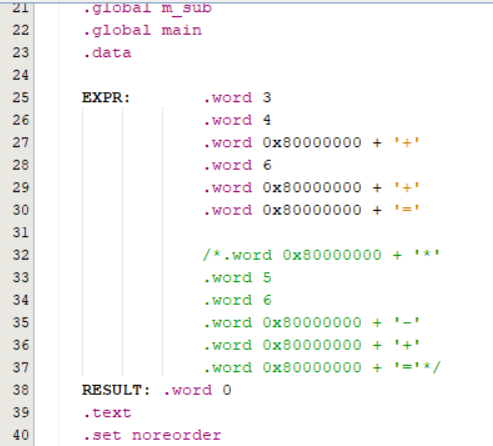 21 .global m_sub
22 .global main
23 .data
24
25 EXPR: .word 3
26 .word 4
27 .word 0x80000000 + '+'
28 .word 6
29 .word 0x80000000 + '+'
30 .word 0x80000000 + '='
31
32 /*.word 0x80000000 + '*'
33 .word 5
34 .word 6
35 .word 0x80000000 + '-'
36 .word 0x80000000 + '+'
37 .word 0x80000000 + '='*/
38 RESULT: .word 0
39 .text
40 .set noreorder